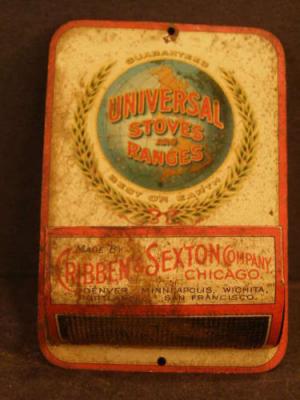 GUARANTEED
UNIVERSAL
STOVES
AND
RANGES
BEST ON EARTH
MADE BY
CRIBBEN & SEXTON COMPANY
CHICAGO.
DENVER, MINNEAPOLIS, WICHITA,
PORTLAND, SAN FRANCISCO.